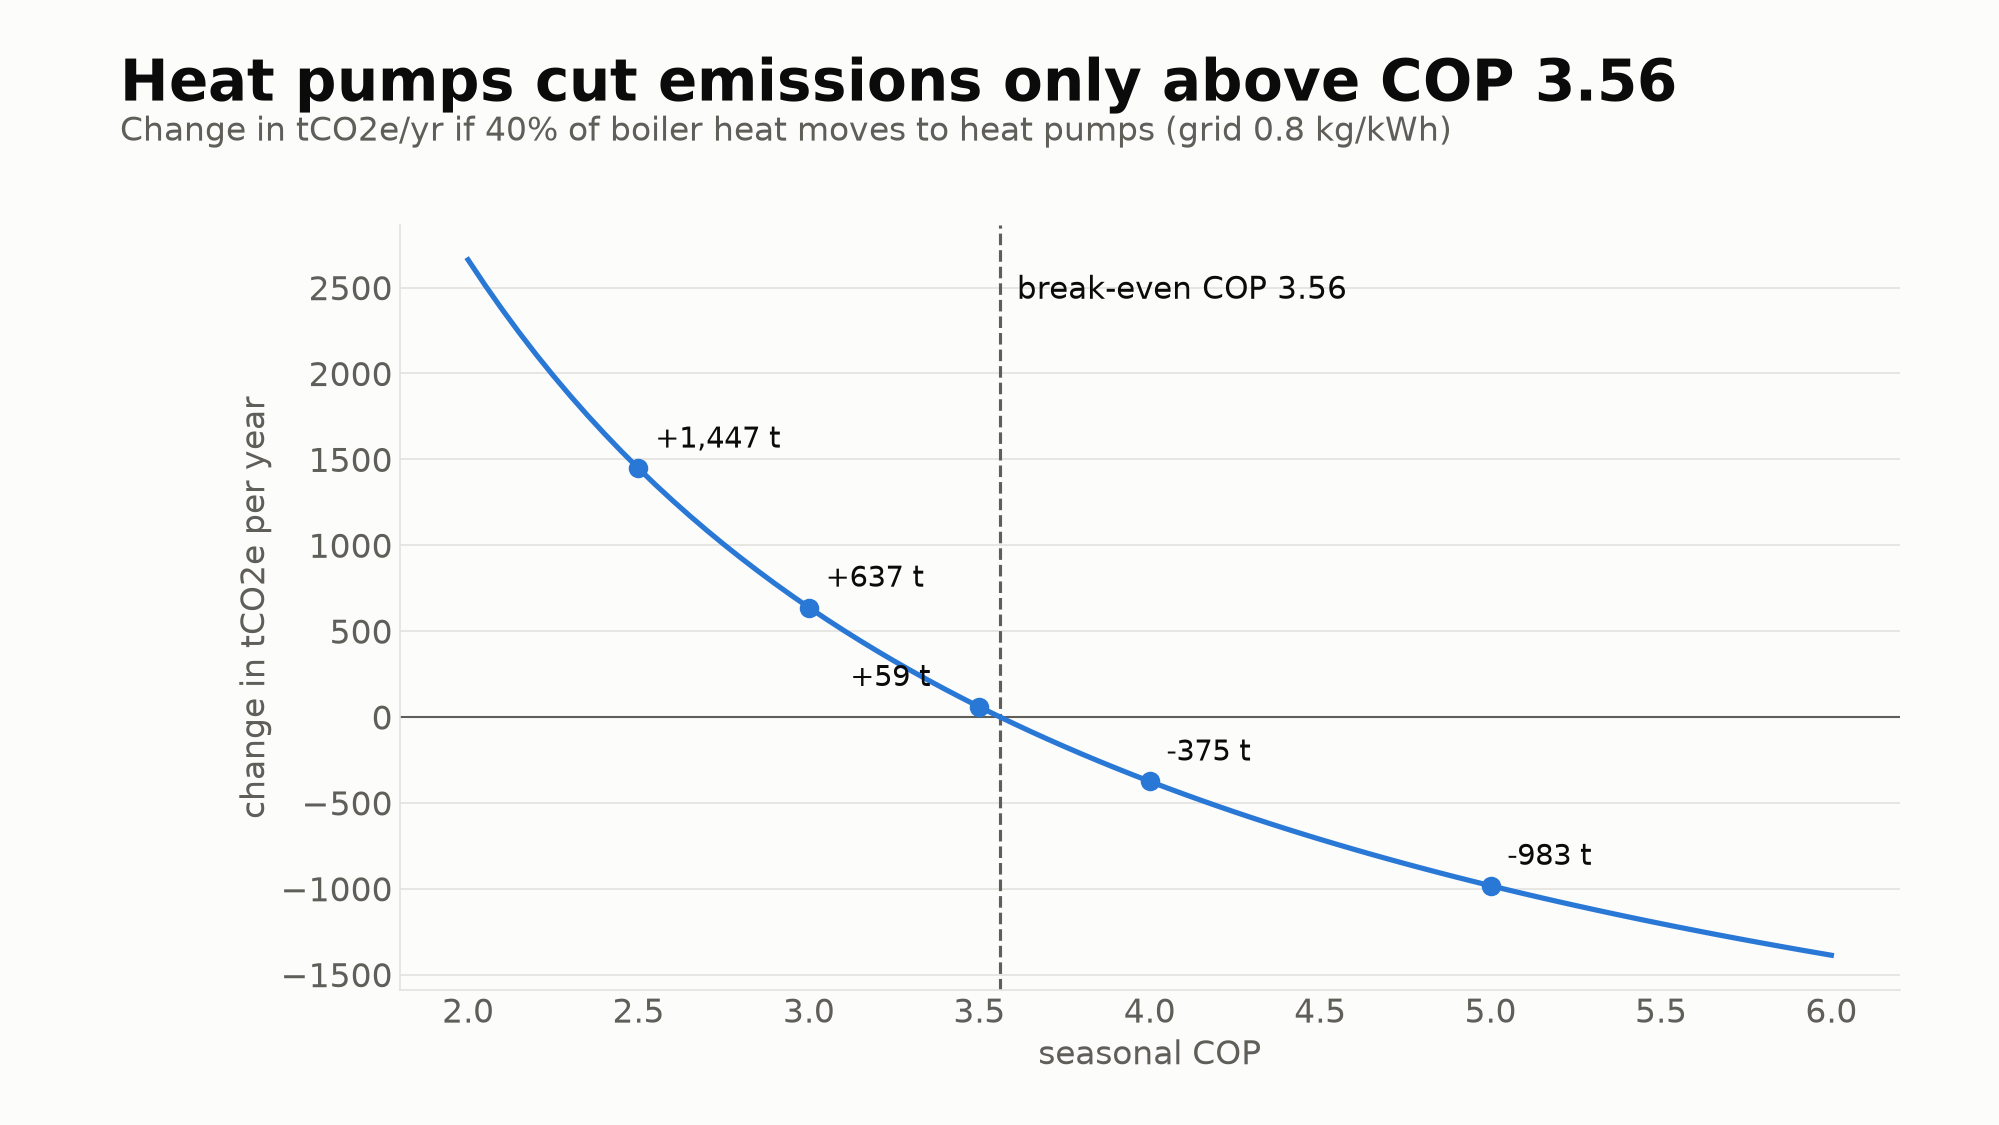 Heat pumps cut emissions only above COP 3.56
Change in tCO2e/yr if 40% of boiler heat moves to heat pumps (grid 0.8 kg/kWh)
change in tCO2e per year
2500
2000
1500
1000
500
0
−500
−1000
−1500
break-even COP 3.56
+1,447 t
+637 t
+59 t
-375 t
-983 t
2.0 2.5 3.0 3.5 4.0 4.5 5.0 5.5 6.0
seasonal COP